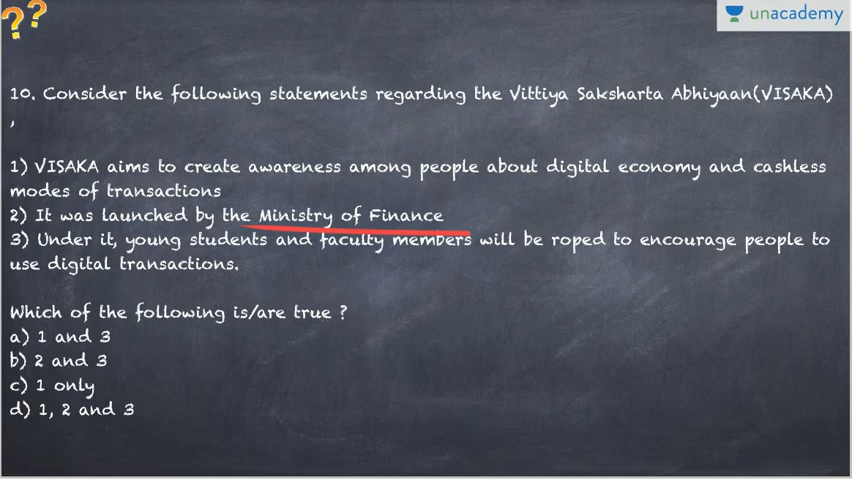 ??
unacademy
10. Consider the following statements regarding the Vittiya Saksharta Abhiyaan(VISAKA)
,
1) VISAKA aims to create awareness among people about digital economy and cashless
modes of transactions
2) It was launched by the Ministry of Finance
3) Under it, young students and faculty members will be roped to encourage people to
use digital transactions.
Which of the following is/are true ?
a) 1 and 3
b) 2 and 3
c) 1 only
d) 1, 2 and 3